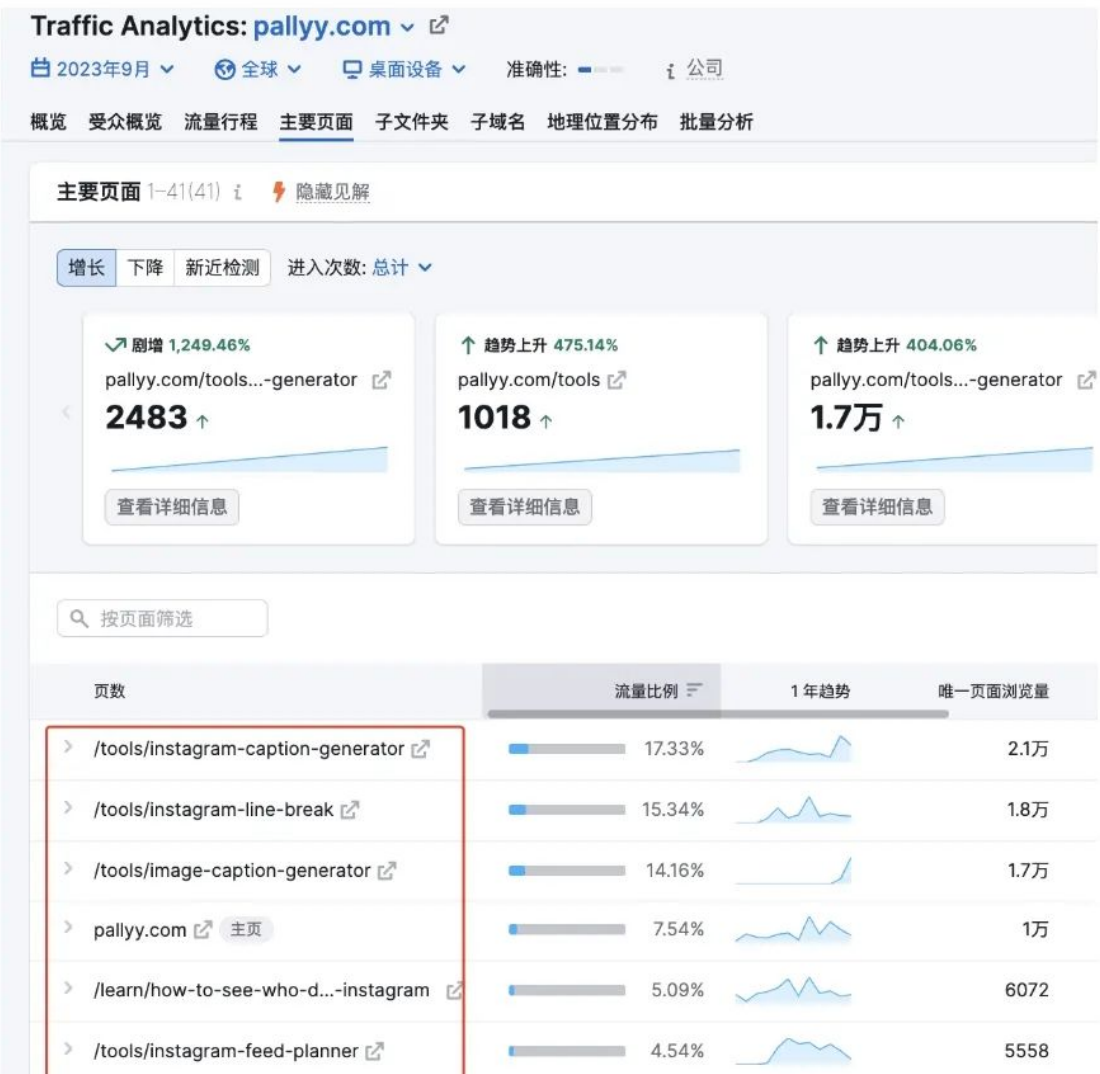 Traffic Analytics: pallyy.com
2023年9月 全球 桌面设备 准确性: i 公司
概览 受众概览 流量行程 主要页面 子文件夹 子域名 地理位置分布 批量分析
主要页面 1–41(41) i 隐藏见解
增长 下降 新近检测 进入次数: 总计
剧增 1,249.46% 趋势上升 475.14% 趋势上升 404.06%
pallyy.com/tools...-generator pallyy.com/tools pallyy.com/tools...-generator
2483 1018 1.7万
查看详细信息 查看详细信息 查看详细信息
按页面筛选
页数 流量比例 1 年趋势 唯一页面浏览量
/tools/instagram-caption-generator 17.33% 2.1万
/tools/instagram-line-break 15.34% 1.8万
/tools/image-caption-generator 14.16% 1.7万
pallyy.com 主页 7.54% 1万
/learn/how-to-see-who-d...-instagram 5.09% 6072
/tools/instagram-feed-planner 4.54% 5558